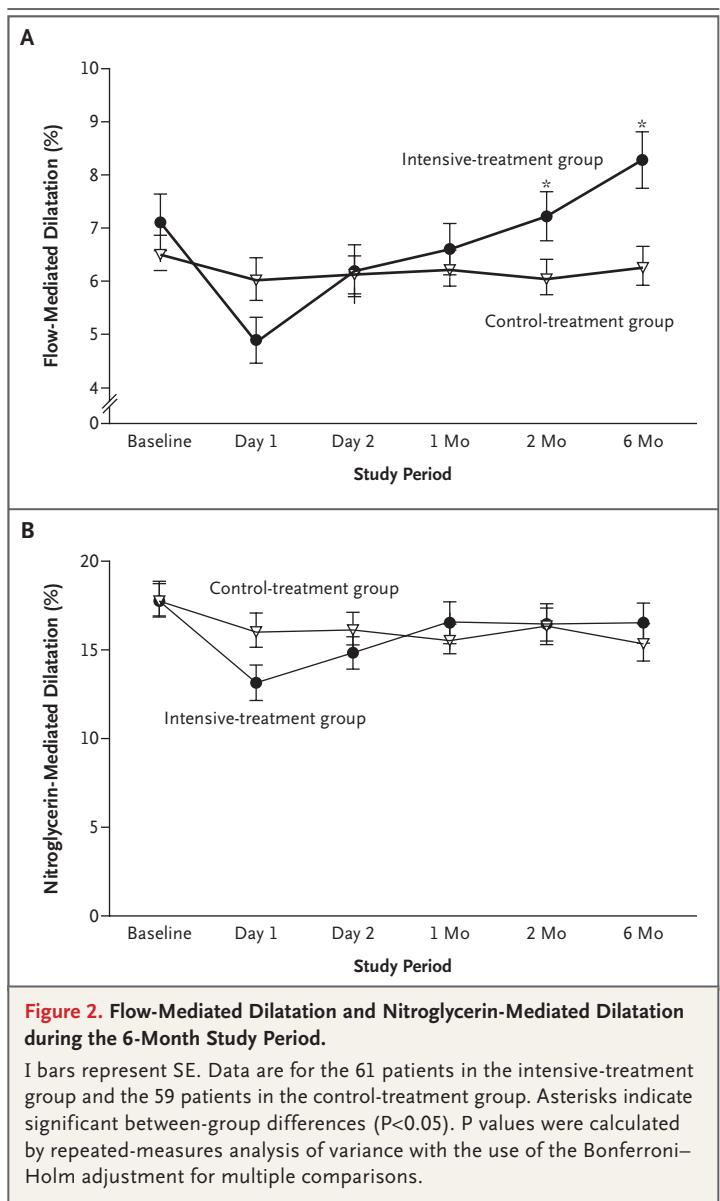 A
10
9
8
7
6
5
4
0
Flow-Mediated Dilatation (%)
Intensive-treatment group
*
*
Control-treatment group
Baseline Day 1 Day 2 1 Mo 2 Mo 6 Mo
Study Period
B
20
15
10
5
0
Nitroglycerin-Mediated Dilatation (%)
Control-treatment group
Intensive-treatment group
Baseline Day 1 Day 2 1 Mo 2 Mo 6 Mo
Study Period
Figure 2. Flow-Mediated Dilatation and Nitroglycerin-Mediated Dilatation
during the 6-Month Study Period.
I bars represent SE. Data are for the 61 patients in the intensive-treatment
group and the 59 patients in the control-treatment group. Asterisks indicate
significant between-group differences (P<0.05). P values were calculated
by repeated-measures analysis of variance with the use of the Bonferroni–
Holm adjustment for multiple comparisons.